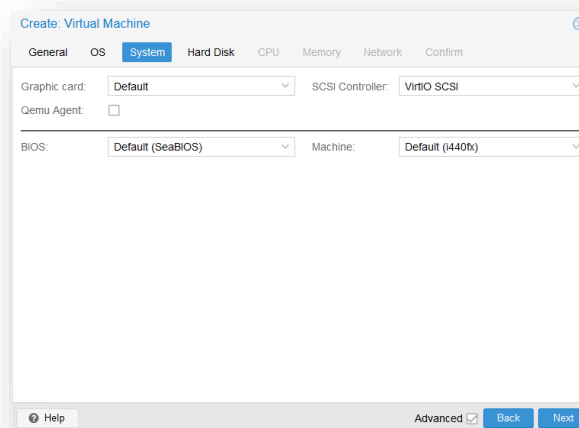 Create: Virtual Machine
General OS System Hard Disk CPU Memory Network Confirm
Graphic card: Default SCSI Controller: VirtIO SCSI
Qemu Agent:
BIOS: Default (SeaBIOS) Machine: Default (i440fx)
Help Advanced Back Next